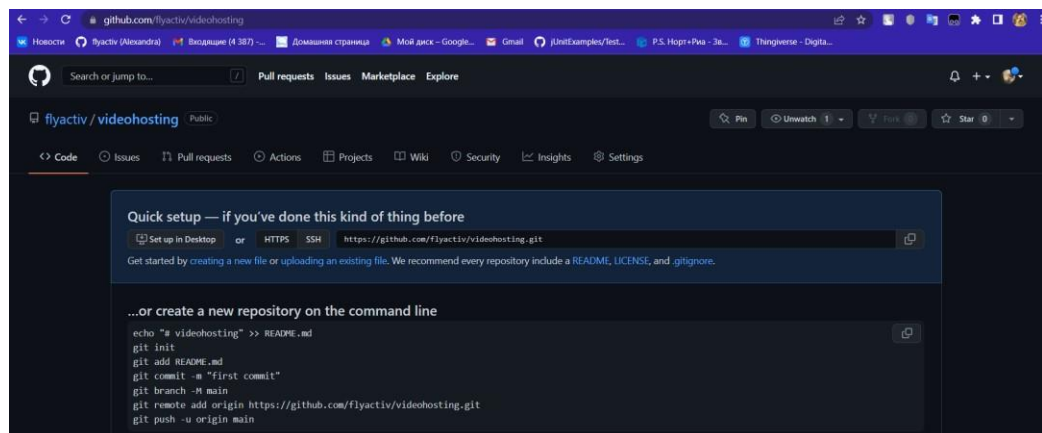 github.com/flyactiv/videohosting
Новости flyactiv (Alexandra) Входящие (4 387) -... Домашняя страница Мой диск – Google... Gmail jUnitExamples/Test... P.S. Норт+Риа - Зв... Thingiverse - Digita...
Search or jump to... / Pull requests Issues Marketplace Explore
flyactiv / videohosting Public Pin Unwatch 1 Fork 0 Star 0
<> Code Issues Pull requests Actions Projects Wiki Security Insights Settings
Quick setup — if you've done this kind of thing before
Set up in Desktop or HTTPS SSH https://github.com/flyactiv/videohosting.git
Get started by creating a new file or uploading an existing file. We recommend every repository include a README, LICENSE, and .gitignore.
...or create a new repository on the command line
echo "# videohosting" >> README.md
git init
git add README.md
git commit -m "first commit"
git branch -M main
git remote add origin https://github.com/flyactiv/videohosting.git
git push -u origin main